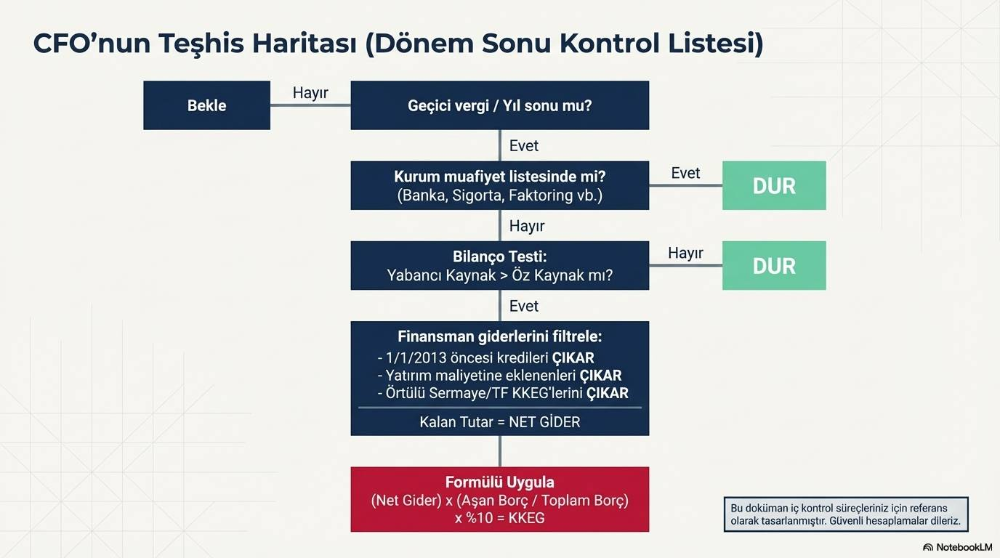 CFO’nun Teşhis Haritası (Dönem Sonu Kontrol Listesi)
Bekle
Hayır
Geçici vergi / Yıl sonu mu?
Evet
Kurum muafiyet listesinde mi?
(Banka, Sigorta, Faktoring vb.)
Evet
DUR
Hayır
Bilanço Testi:
Yabancı Kaynak > Öz Kaynak mı?
Hayır
DUR
Evet
Finansman giderlerini filtrele:
- 1/1/2013 öncesi kredileri ÇIKAR
- Yatırım maliyetine eklenenleri ÇIKAR
- Örtülü Sermaye/TF KKEG'lerini ÇIKAR
Kalan Tutar = NET GİDER
Formülü Uygula
(Net Gider) x (Aşan Borç / Toplam Borç)
x %10 = KKEG
Bu doküman iç kontrol süreçleriniz için referans
olarak tasarlanmıştır. Güvenli hesaplamalar dileriz.
NotebookLM